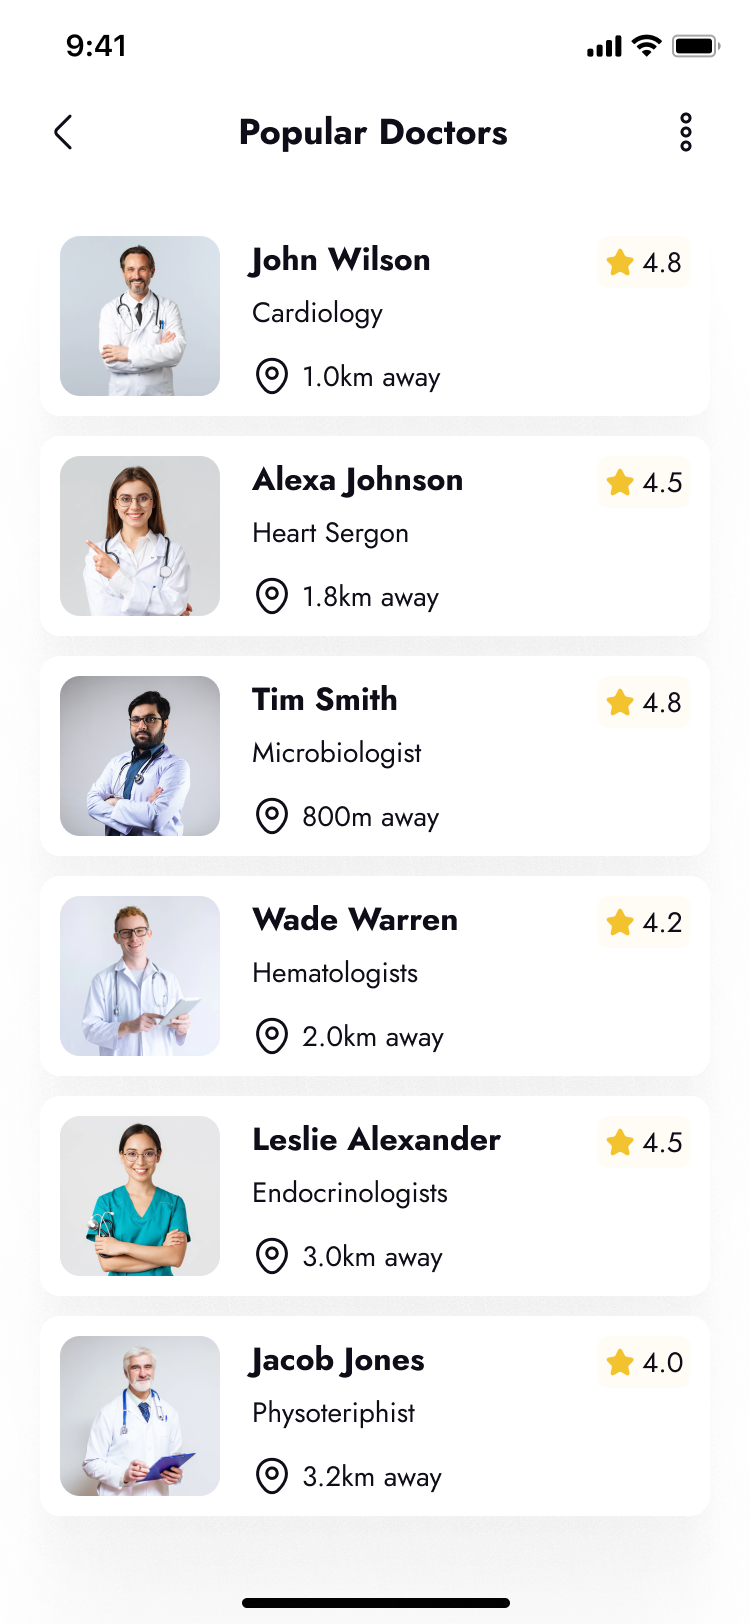 9:41
Popular Doctors
John Wilson
4.8
Cardiology
1.0km away
Alexa Johnson
4.5
Heart Sergon
1.8km away
Tim Smith
4.8
Microbiologist
800m away
Wade Warren
4.2
Hematologists
2.0km away
Leslie Alexander
4.5
Endocrinologists
3.0km away
Jacob Jones
4.0
Physoteriphist
3.2km away